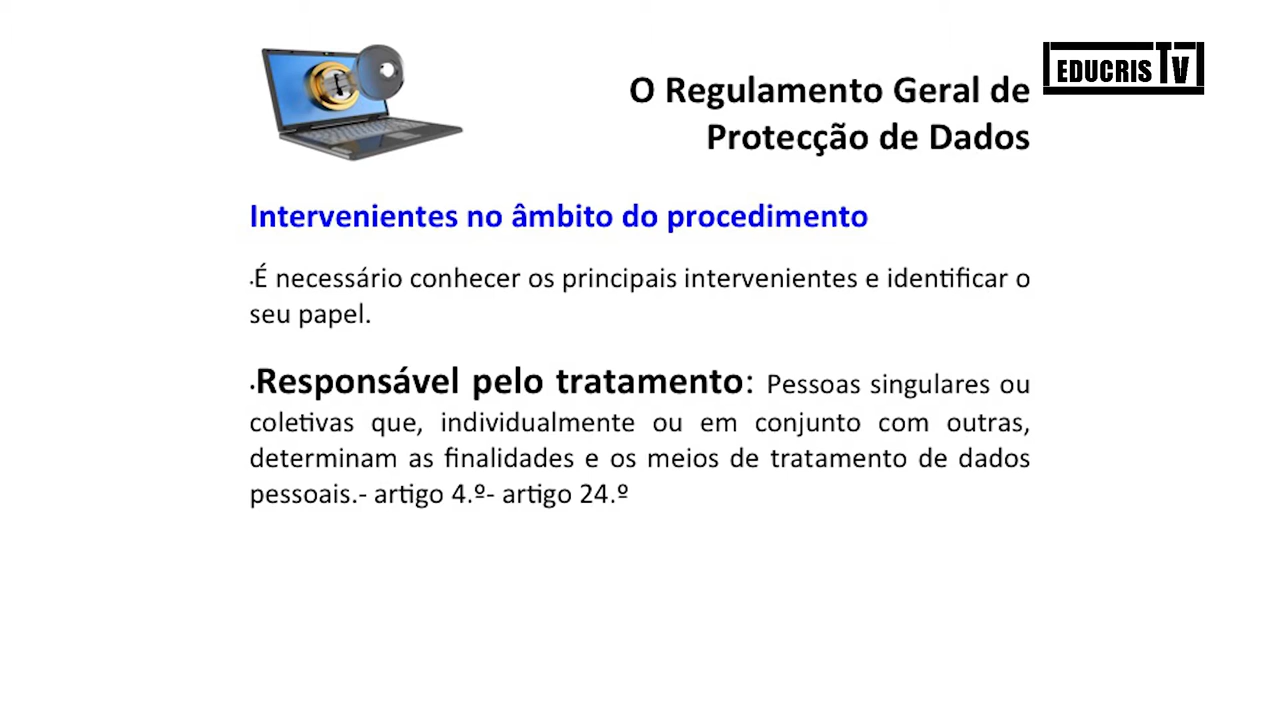 EDUCRIS TV
O Regulamento Geral de
Protecção de Dados
Intervenientes no âmbito do procedimento
·É necessário conhecer os principais intervenientes e identificar o
seu papel.
·Responsável pelo tratamento: Pessoas singulares ou
coletivas que, individualmente ou em conjunto com outras,
determinam as finalidades e os meios de tratamento de dados
pessoais.- artigo 4.º- artigo 24.º